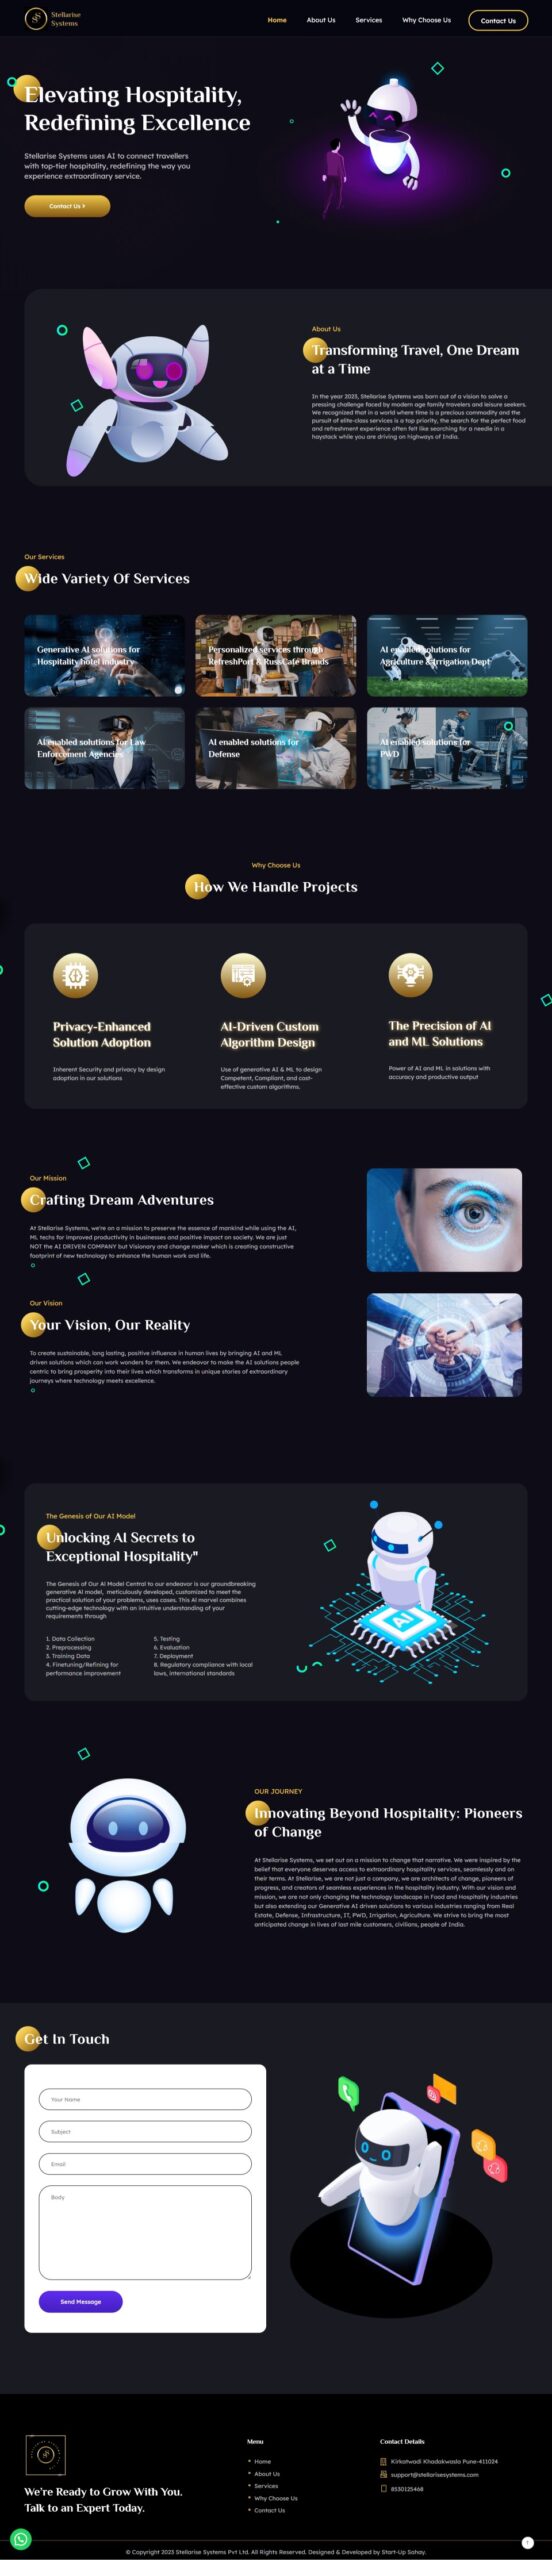 Stellarise
Systems
Home
About Us
Services
Why Choose Us
Contact Us
Elevating Hospitality,
Redefining Excellence
Stellarise Systems uses AI to connect travellers
with top-tier hospitality, redefining the way you
experience extraordinary service.
Contact Us >
About Us
Transforming Travel, One Dream
at a Time
In the year 2023, Stellarise Systems was born out of a vision to solve a
pressing challenge faced by modern age family travelers and leisure seekers.
We recognized that in a world where time is a precious commodity and the
pursuit of elite-class services is a top priority, the search for the perfect food
and refreshment experience often felt like searching for a needle in a
haystack while you are driving on highways of India.
Our Services
Wide Variety Of Services
Generative AI solutions for
Hospitality hotel industry
Personalized services through
RefreshPort & RussCafe Brands
AI enabled solutions for
Agriculture & Irrigation Dept
AI enabled solutions for Law
Enforcement Agencies
AI enabled solutions for
Defense
AI enabled solutions for
PWD
Why Choose Us
How We Handle Projects
Privacy-Enhanced
Solution Adoption
Inherent Security and privacy by design
adoption in our solutions
AI-Driven Custom
Algorithm Design
Use of generative AI & ML to design
Competent, Compliant, and cost-
effective custom algorithms.
The Precision of AI
and ML Solutions
Power of AI and ML in solutions with
accuracy and productive output
Our Mission
Crafting Dream Adventures
At Stellarise Systems, we're on a mission to preserve the essence of mankind while using the AI,
ML techs for improved productivity in businesses and positive impact on society. We are just
NOT the AI DRIVEN COMPANY but Visionary and change maker which is creating constructive
footprint of new technology to enhance the human work and life.
Our Vision
Your Vision, Our Reality
To create sustainable, long lasting, positive influence in human lives by bringing AI and ML
driven solutions which can work wonders for them. We endeavor to make the AI solutions people
centric to bring prosperity into their lives which transforms in unique stories of extraordinary
journeys where technology meets excellence.
The Genesis of Our AI Model
Unlocking AI Secrets to
Exceptional Hospitality"
The Genesis of Our AI Model Central to our endeavor is our groundbreaking
generative AI model, meticulously developed, customized to meet the
practical solution of your problems, uses cases. This AI marvel combines
cutting-edge technology with an intuitive understanding of your
requirements through
1. Data Collection
2. Preprocessing
3. Training Data
4. Finetuning/Refining for
performance improvement
5. Testing
6. Evaluation
7. Deployment
8. Regulatory compliance with local
laws, international standards
AI
OUR JOURNEY
Innovating Beyond Hospitality: Pioneers
of Change
At Stellarise Systems, we set out on a mission to change that narrative. We were inspired by the
belief that everyone deserves access to extraordinary hospitality services, seamlessly and on
their terms. At Stellarise, we are not just a company, we are architects of change, pioneers of
progress, and creators of seamless experiences in the hospitality industry. With our vision and
mission, we are not only changing the technology landscape in Food and Hospitality industries
but also extending our Generative AI driven solutions to various industries ranging from Real
Estate, Defense, Infrastructure, IT, PWD, Irrigation, Agriculture. We strive to bring the most
anticipated change in lives of last mile customers, civilians, people of India.
Get In Touch
Your Name
Subject
Email
Body
Send Message
We're Ready to Grow With You.
Talk to an Expert Today.
Menu
Home
About Us
Services
Why Choose Us
Contact Us
Contact Details
Kirkatwadi Khadakwasla Pune-411024
support@stellarisesystems.com
8530125468
© Copyright 2023 Stellarise Systems Pvt Ltd. All Rights Reserved. Designed & Developed by Start-Up Sahay.